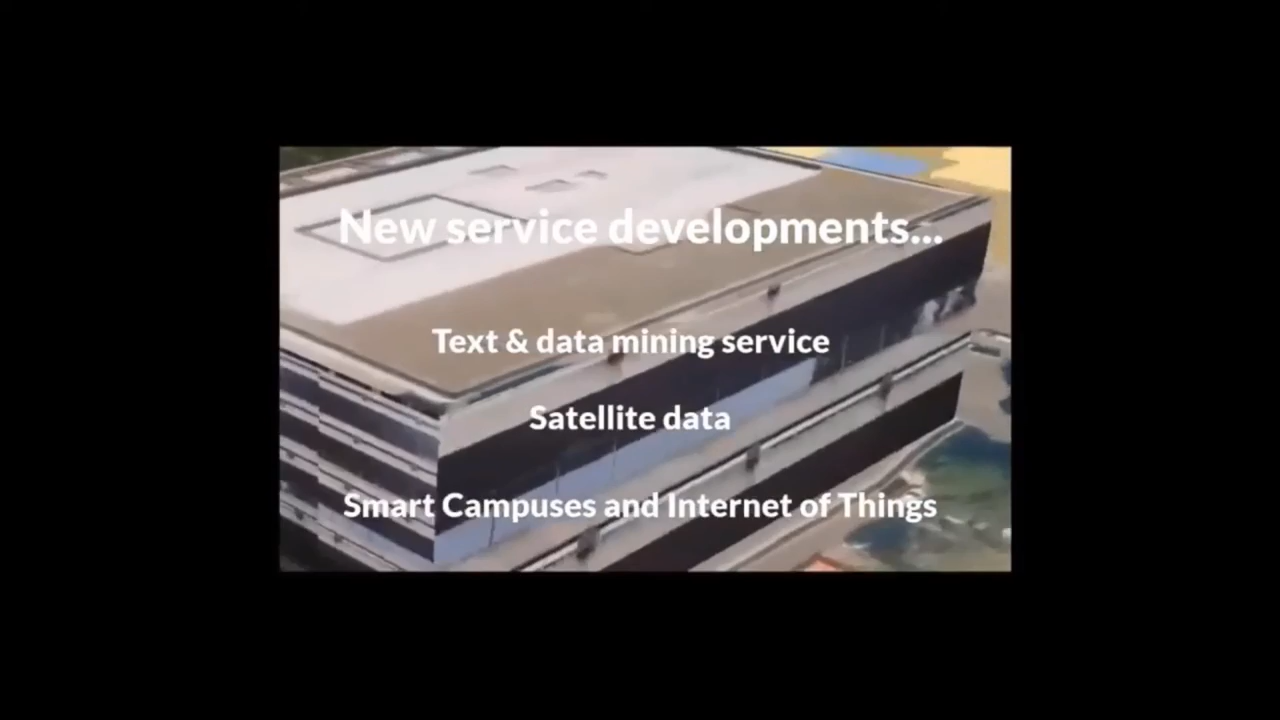 New service developments...
Text & data mining service
Satellite data
Smart Campuses and Internet of Things